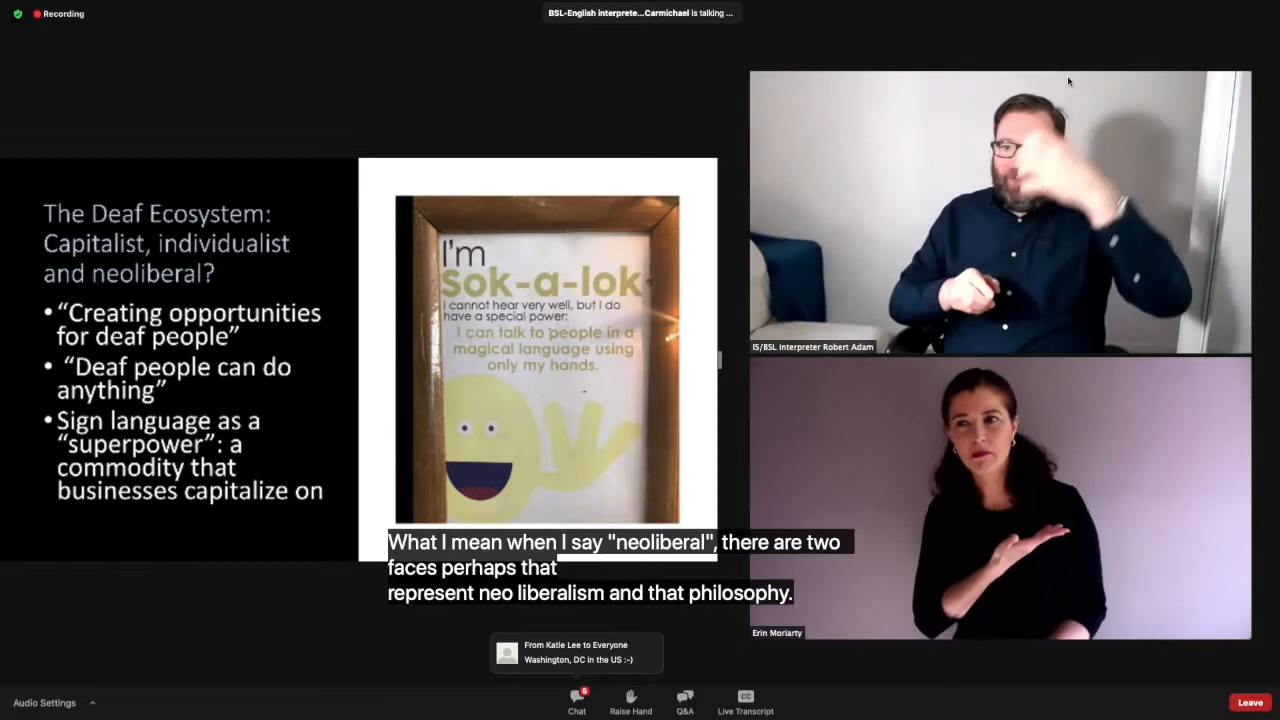 Recording
BSL-English interprete...Carmichael is talking ...
The Deaf Ecosystem:
Capitalist, individualist
and neoliberal?
• “Creating opportunities
for deaf people”
• “Deaf people can do
anything”
• Sign language as a
“superpower”: a
commodity that
businesses capitalize on
I'm
sok-a-lok
I cannot hear very well, but I do
have a special power:
I can talk to people in a
magical language using
only my hands.
IS/BSL interpreter Robert Adam
What I mean when I say "neoliberal", there are two
faces perhaps that
represent neo liberalism and that philosophy.
Erin Moriarty
From Katie Lee to Everyone
Washington, DC in the US :-)
Audio Settings
6
Chat
Raise Hand
Q&A
CC
Live Transcript
Leave